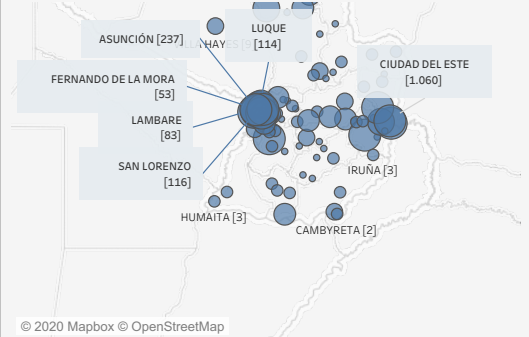 LUQUE
[114]
ASUNCIÓN [237]
HAYES
CIUDAD DEL ESTE
[1.060]
FERNANDO DE LA MORA
[53]
LAMBARE
[83]
SAN LORENZO
[116]
IRUÑA [3]
HUMAITA [3]
CAMBYRETA [2]
© 2020 Mapbox © OpenStreetMap